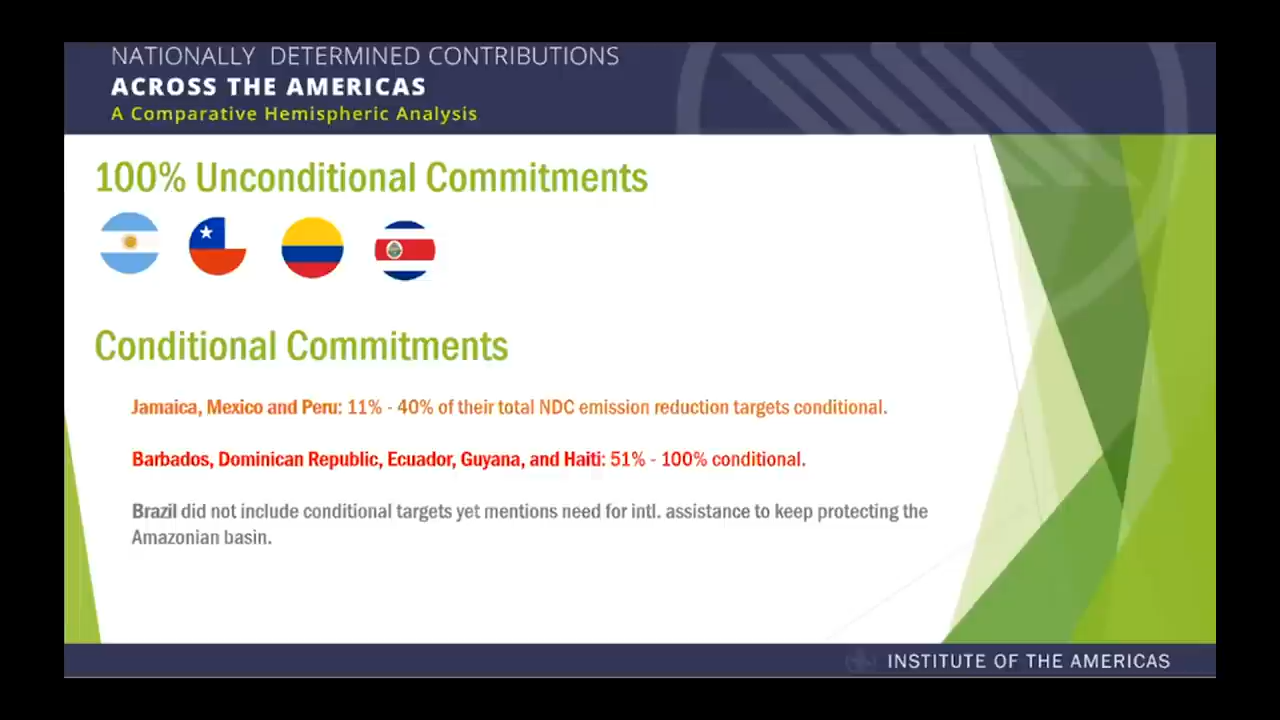 NATIONALLY DETERMINED CONTRIBUTIONS
ACROSS THE AMERICAS
A Comparative Hemispheric Analysis
100% Unconditional Commitments
Conditional Commitments
Jamaica, Mexico and Peru: 11% - 40% of their total NDC emission reduction targets conditional.
Barbados, Dominican Republic, Ecuador, Guyana, and Haiti: 51% - 100% conditional.
Brazil did not include conditional targets yet mentions need for intl. assistance to keep protecting the
Amazonian basin.
INSTITUTE OF THE AMERICAS